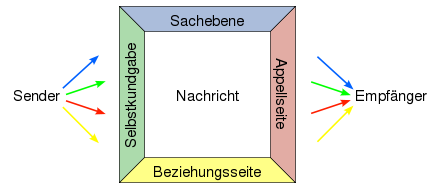 Sachebene
Sender
Selbstkundgabe
Nachricht
Appellseite
Empfänger
Beziehungsseite